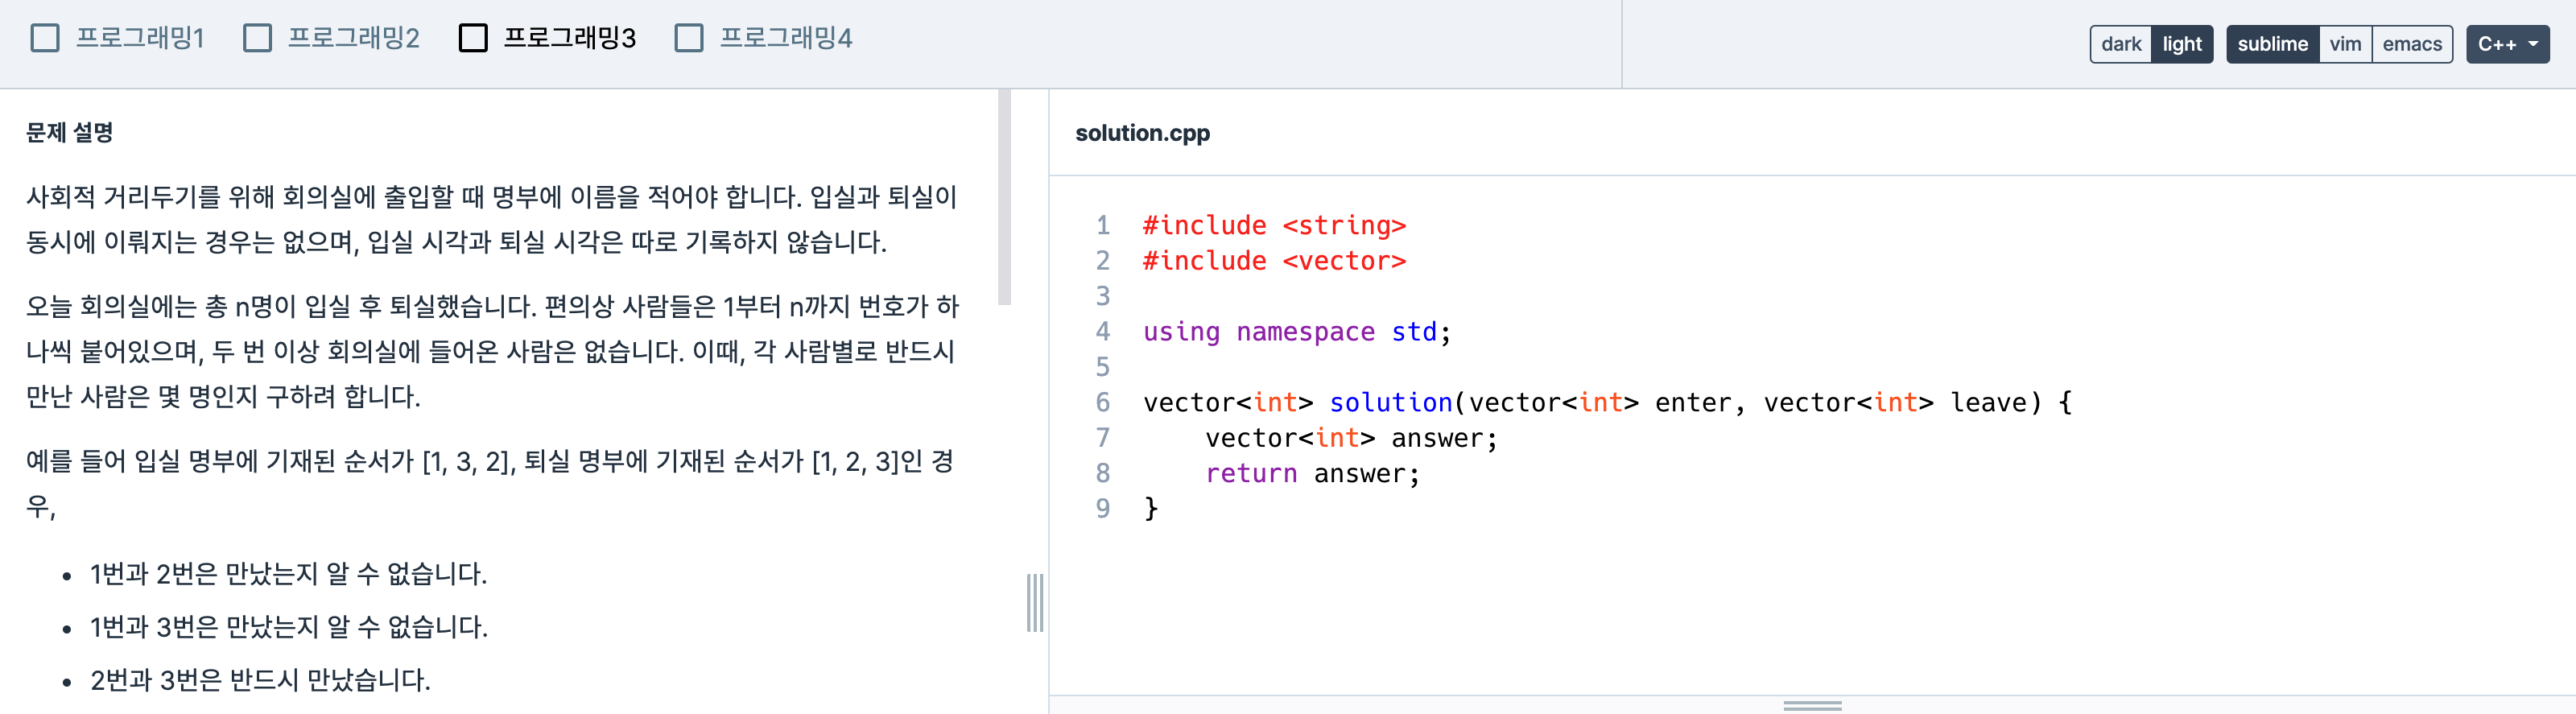 프로그래밍1 프로그래밍2 프로그래밍3 프로그래밍4
dark light sublime vim emacs C++
문제 설명
사회적 거리두기를 위해 회의실에 출입할 때 명부에 이름을 적어야 합니다. 입실과 퇴실이
동시에 이뤄지는 경우는 없으며, 입실 시각과 퇴실 시각은 따로 기록하지 않습니다.
오늘 회의실에는 총 n명이 입실 후 퇴실했습니다. 편의상 사람들은 1부터 n까지 번호가 하
나씩 붙어있으며, 두 번 이상 회의실에 들어온 사람은 없습니다. 이때, 각 사람별로 반드시
만난 사람은 몇 명인지 구하려 합니다.
예를 들어 입실 명부에 기재된 순서가 [1, 3, 2], 퇴실 명부에 기재된 순서가 [1, 2, 3]인 경
우,
• 1번과 2번은 만났는지 알 수 없습니다.
• 1번과 3번은 만났는지 알 수 없습니다.
• 2번과 3번은 반드시 만났습니다.
solution.cpp
1 #include <string>
2 #include <vector>
3
4 using namespace std;
5
6 vector<int> solution(vector<int> enter, vector<int> leave) {
7     vector<int> answer;
8     return answer;
9 }